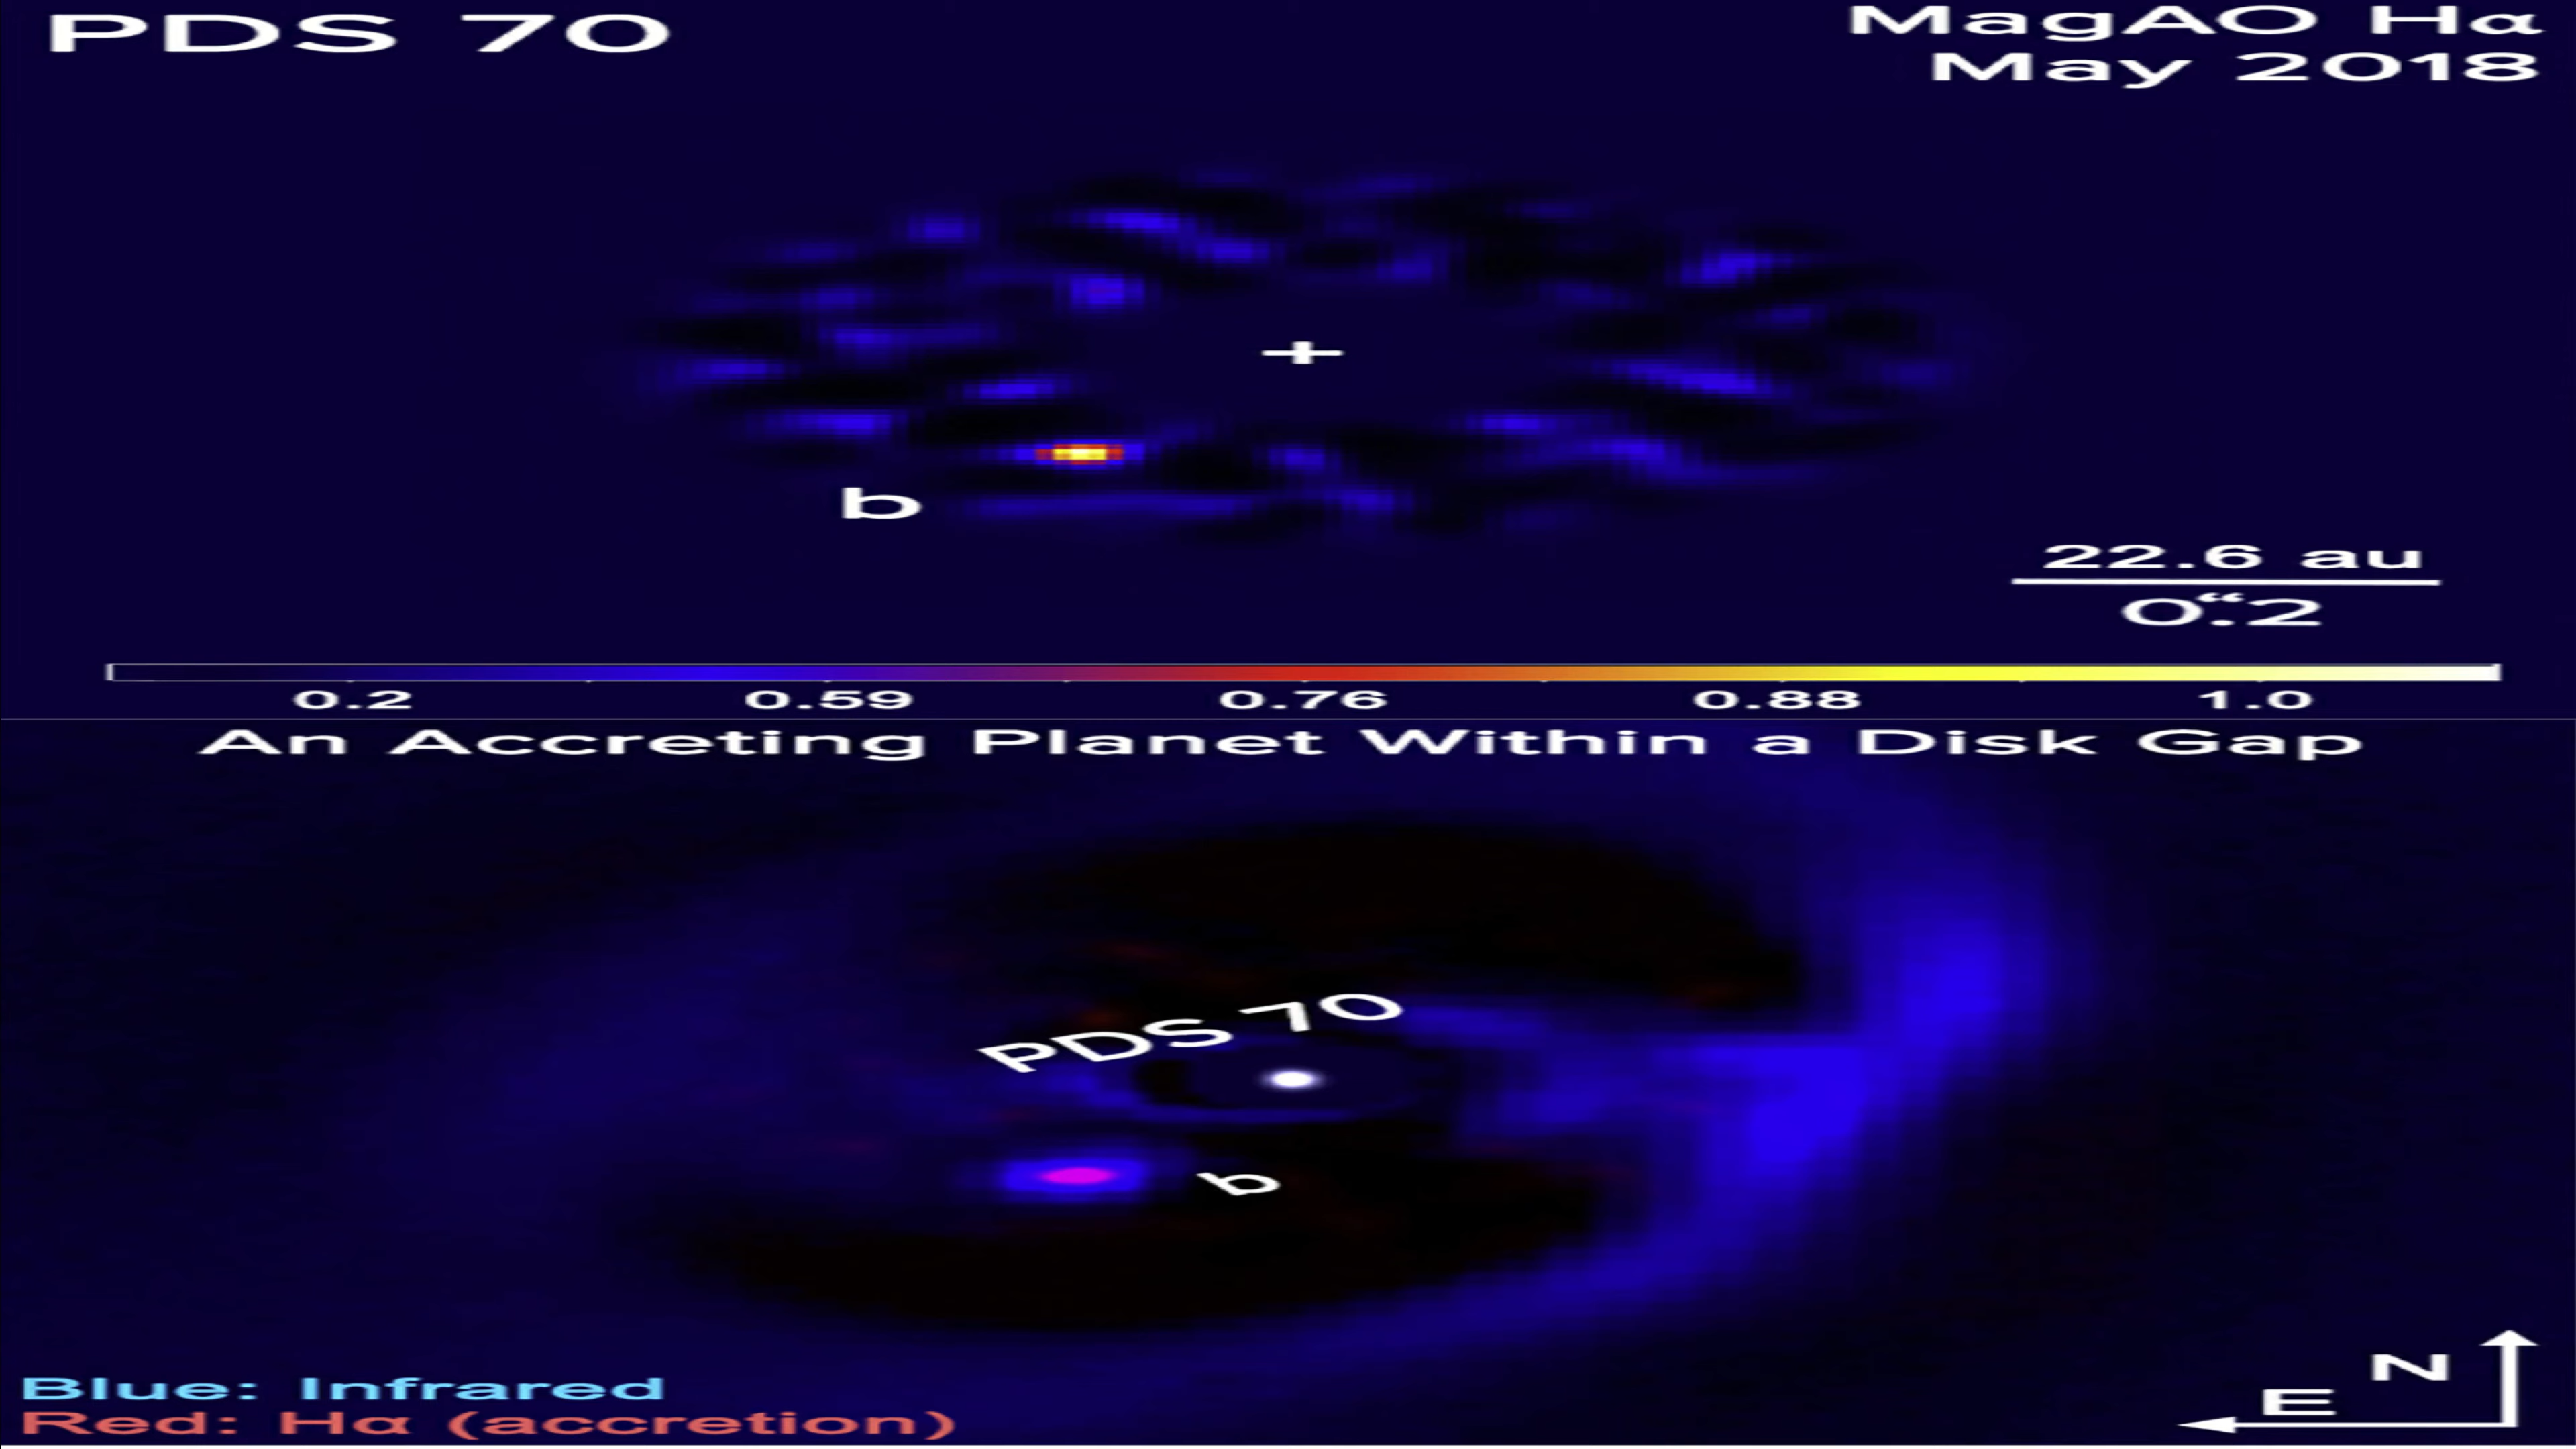 PDS 70
MagAO Hα
May 2018
b
22.6 au
0“.2
0.2 0.59 0.76 0.88 1.0
An Accreting Planet Within a Disk Gap
PDS 70
b
Blue: Infrared
Red: Hα (accretion)
N
E